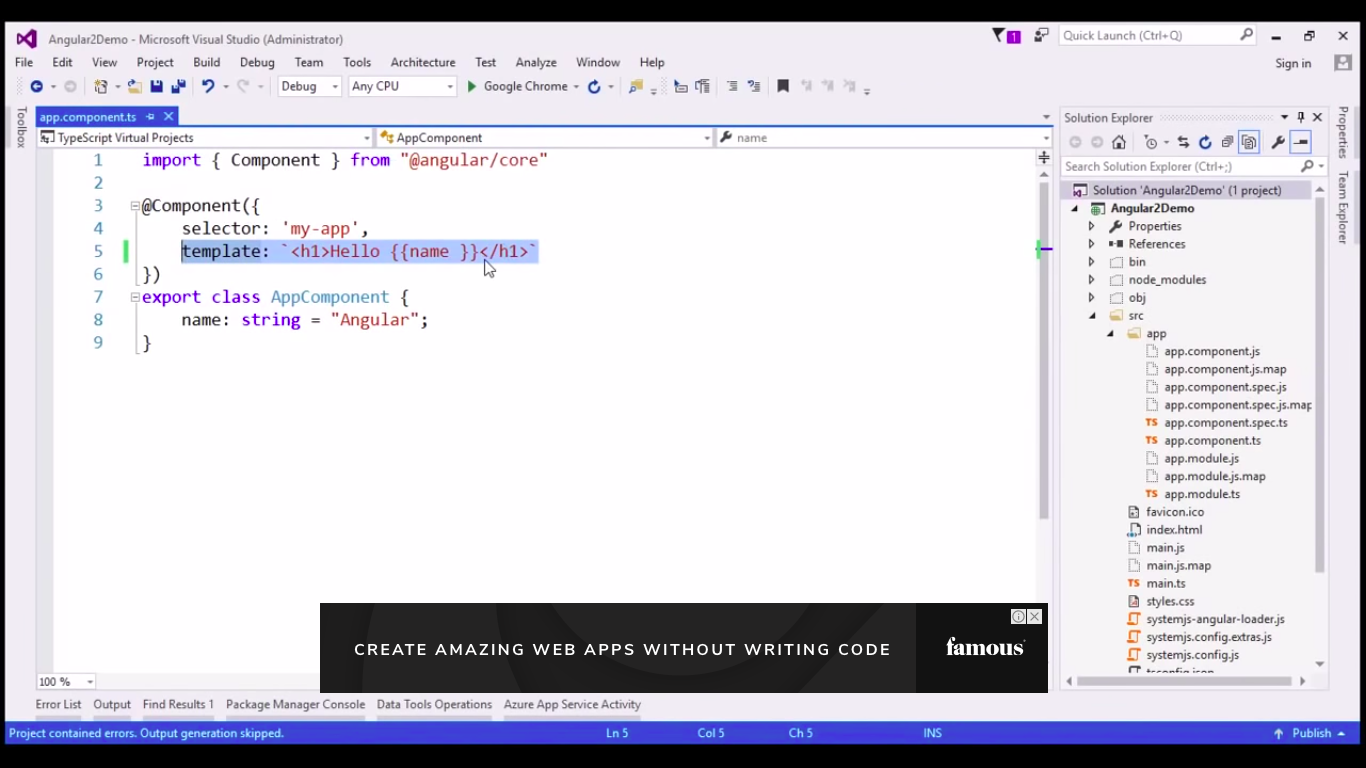 Angular2Demo - Microsoft Visual Studio (Administrator)
1
Quick Launch (Ctrl+Q)
File Edit View Project Build Debug Team Tools Architecture Test Analyze Window Help
Sign in
Debug Any CPU Google Chrome
Toolbox
app.component.ts
TypeScript Virtual Projects AppComponent name
1 import { Component } from "@angular/core"
2
3 @Component({
4 selector: 'my-app',
5 template: `<h1>Hello {{name }}</h1>`
6 })
7 export class AppComponent {
8 name: string = "Angular";
9 }
Solution Explorer
Search Solution Explorer (Ctrl+;)
Solution 'Angular2Demo' (1 project)
Angular2Demo
Properties
References
bin
node_modules
obj
src
app
app.component.js
app.component.js.map
app.component.spec.js
app.component.spec.js.map
TS app.component.spec.ts
TS app.component.ts
app.module.js
app.module.js.map
TS app.module.ts
favicon.ico
index.html
main.js
main.js.map
TS main.ts
styles.css
systemjs-angular-loader.js
systemjs.config.extras.js
systemjs.config.js
tsconfig.json
Properties
Team Explorer
CREATE AMAZING WEB APPS WITHOUT WRITING CODE
famous
100 %
Error List Output Find Results 1 Package Manager Console Data Tools Operations Azure App Service Activity
Project contained errors. Output generation skipped. Ln 5 Col 5 Ch 5 INS Publish